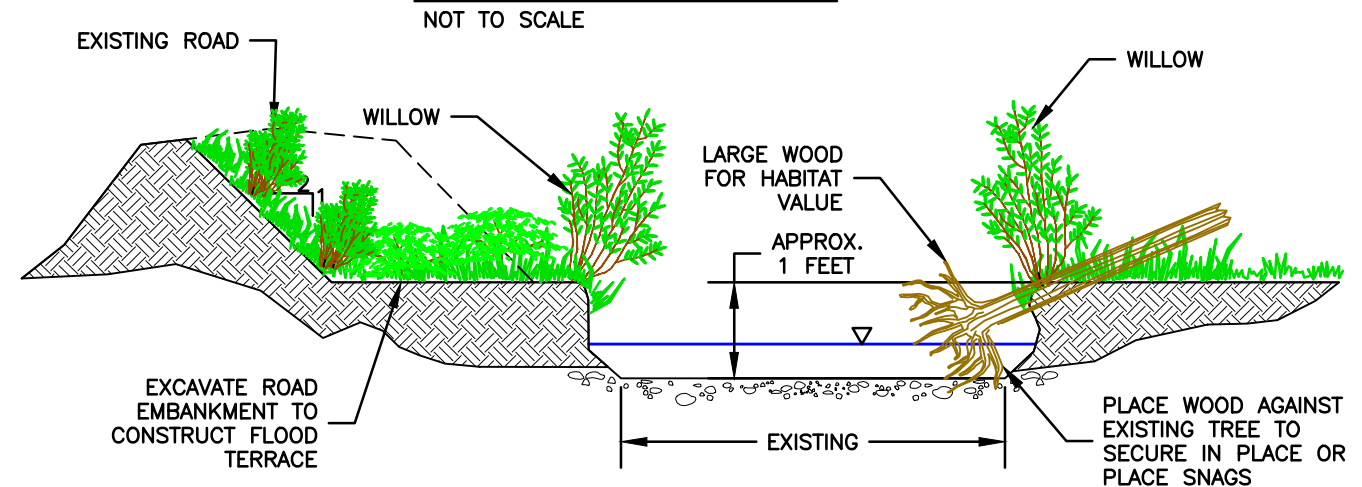 NOT TO SCALE
EXISTING ROAD
WILLOW
WILLOW
LARGE WOOD
FOR HABITAT
VALUE
APPROX.
1 FEET
2
1
EXCAVATE ROAD
EMBANKMENT TO
CONSTRUCT FLOOD
TERRACE
EXISTING
PLACE WOOD AGAINST
EXISTING TREE TO
SECURE IN PLACE OR
PLACE SNAGS